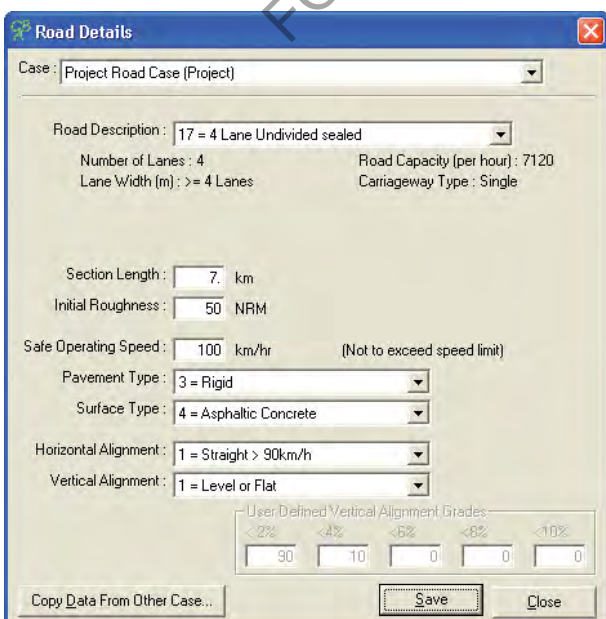 FO
Road Details
Case : Project Road Case (Project)
Road Description : 17 = 4 Lane Undivided sealed
Number of Lanes : 4 Road Capacity (per hour) : 7120
Lane Width (m) : >= 4 Lanes Carriageway Type : Single
Section Length : 7. km
Initial Roughness : 50 NRM
Safe Operating Speed : 100 km/hr (Not to exceed speed limit)
Pavement Type : 3 = Rigid
Surface Type : 4 = Asphaltic Concrete
Horizontal Alignment : 1 = Straight > 90km/h
Vertical Alignment : 1 = Level or Flat
User Defined Vertical Alignment Grades
<2% <4% <6% <8% <10%
90 10 0 0 0
Copy Data From Other Case... Save Close